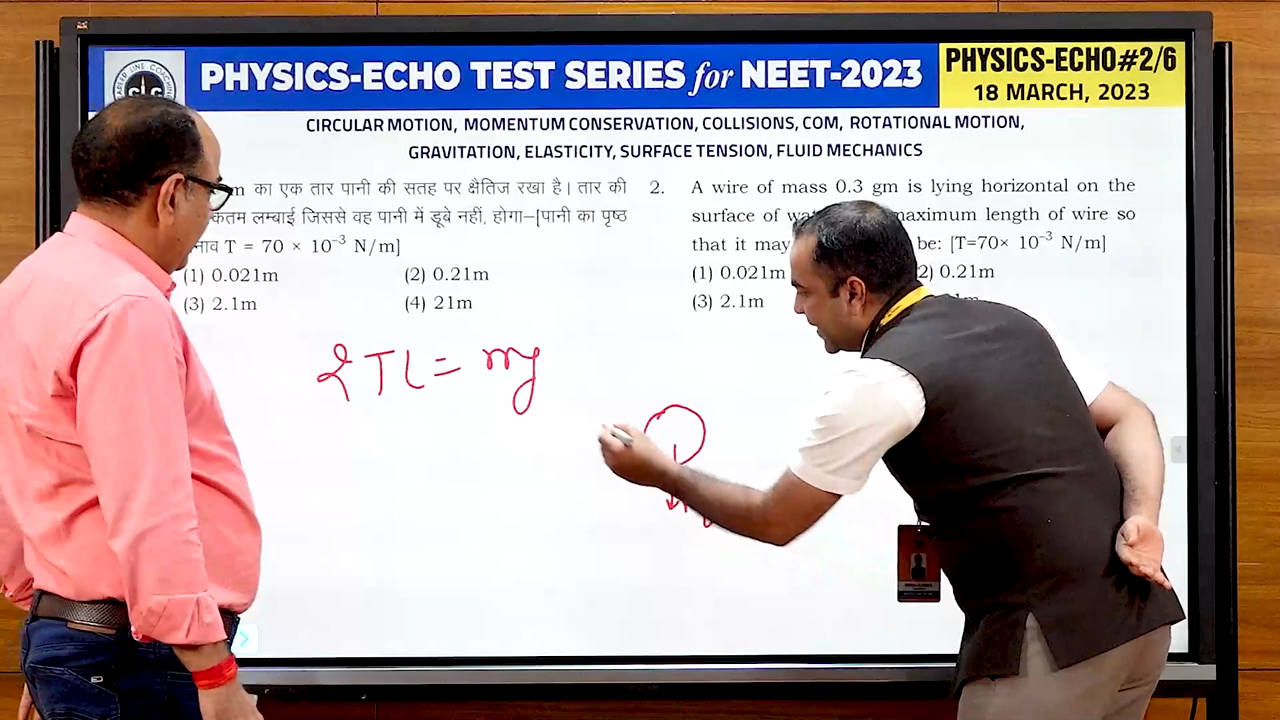 PHYSICS-ECHO TEST SERIES for NEET-2023
PHYSICS-ECHO#2/6
18 MARCH, 2023
CIRCULAR MOTION, MOMENTUM CONSERVATION, COLLISIONS, COM, ROTATIONAL MOTION,
GRAVITATION, ELASTICITY, SURFACE TENSION, FLUID MECHANICS
का एक तार पानी की सतह पर क्षैतिज रखा है। तार की
लम्बाई जिससे वह पानी में डूबे नहीं, होगा–[पानी का पृष्ठ
T = 70 × 10⁻³ N/m]
(1) 0.021m (2) 0.21m
(3) 2.1m (4) 21m
2. A wire of mass 0.3 gm is lying horizontal on the
surface of maximum length of wire so
that it may be: [T=70× 10⁻³ N/m]
(1) 0.021m 2) 0.21m
(3) 2.1m
2TL = mg